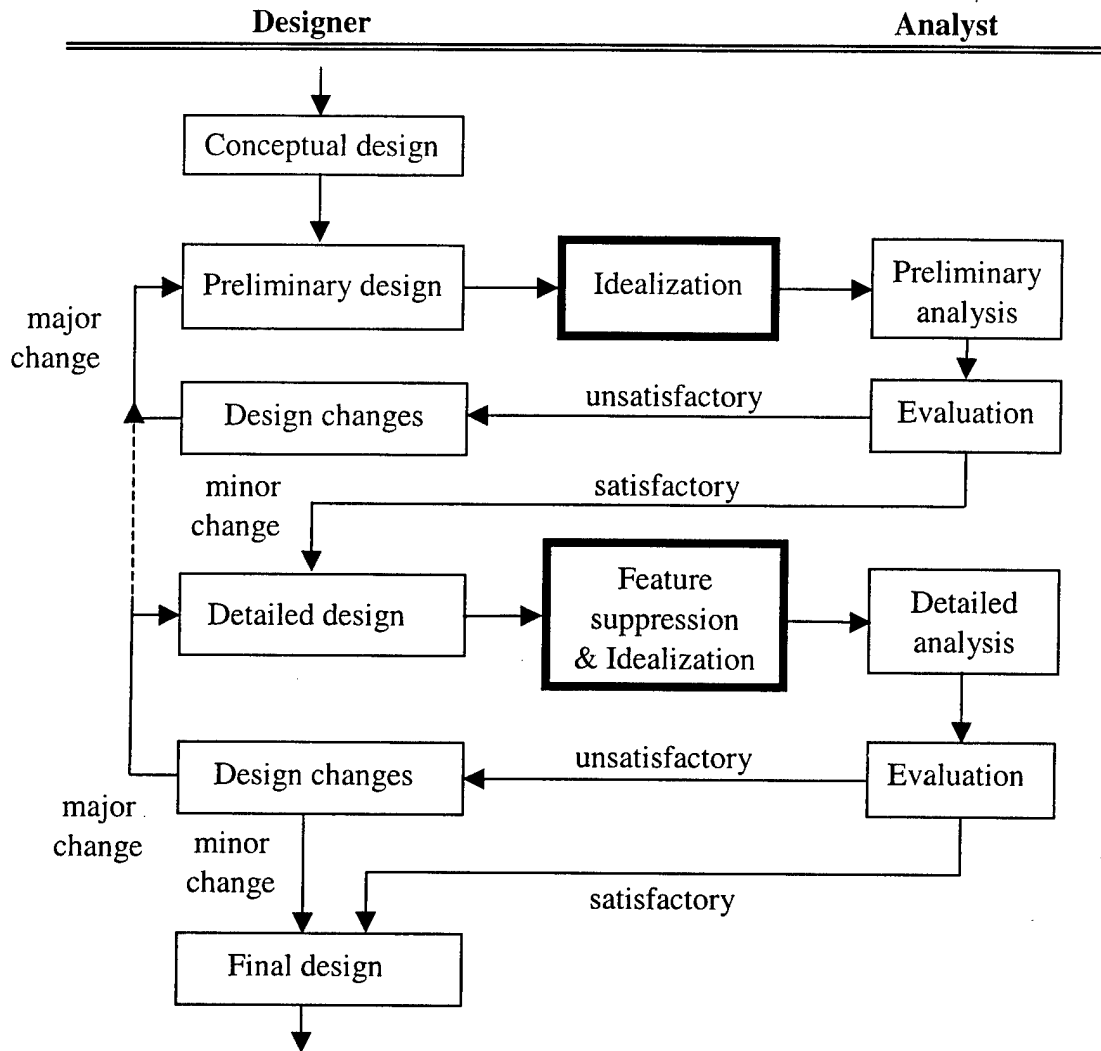 Designer
Analyst
Conceptual design
Preliminary design
Idealization
Preliminary
analysis
major
change
Design changes
unsatisfactory
Evaluation
minor
change
satisfactory
Detailed design
Feature
suppression
& Idealization
Detailed
analysis
Design changes
unsatisfactory
Evaluation
major
change
minor
change
satisfactory
Final design